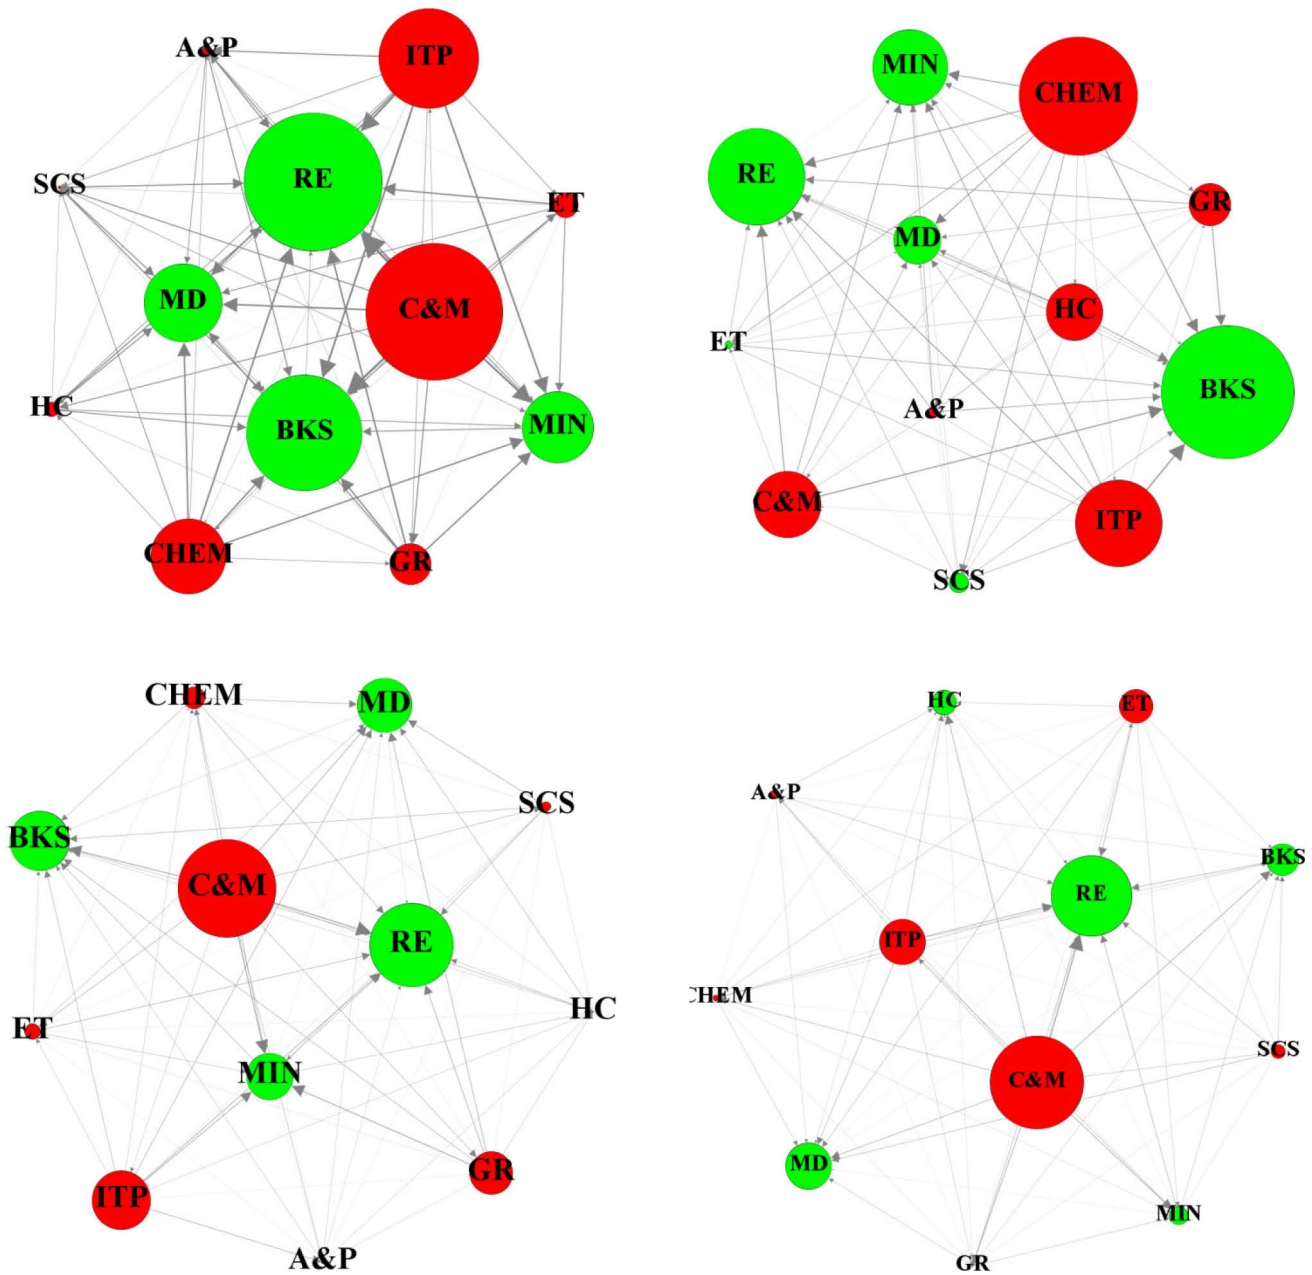 A&P
ITP
RE
SCS
ET
MD
C&M
HC
BKS
MIN
CHEM
GR
MIN
CHEM
RE
GR
MD
HC
ET
BKS
A&P
C&M
ITP
SCS
CHEM
MD
SCS
BKS
C&M
RE
HC
ET
MIN
GR
ITP
A&P
HC
ET
A&P
BKS
RE
ITP
CHEM
SCS
C&M
MD
MIN
GR